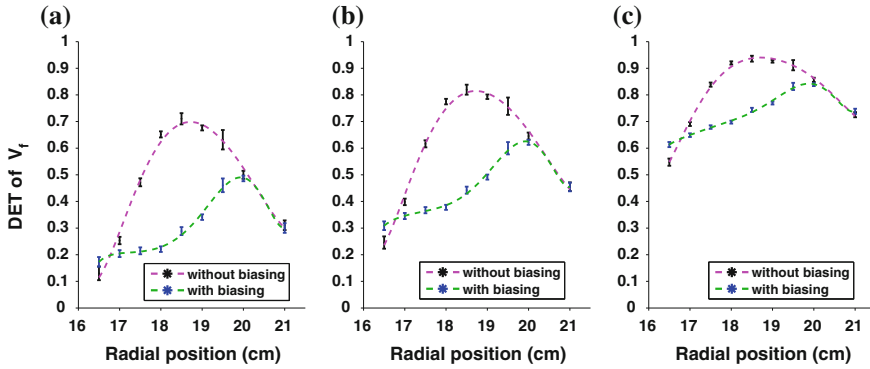 (a)
DET of Vf
1
0.9
0.8
0.7
0.6
0.5
0.4
0.3
0.2
0.1
0
without biasing
with biasing
16 17 18 19 20 21
Radial position (cm)
(b)
1
0.9
0.8
0.7
0.6
0.5
0.4
0.3
0.2
0.1
0
without biasing
with biasing
16 17 18 19 20 21
Radial position (cm)
(c)
1
0.9
0.8
0.7
0.6
0.5
0.4
0.3
0.2
0.1
0
without biasing
with biasing
16 17 18 19 20 21
Radial position (cm)